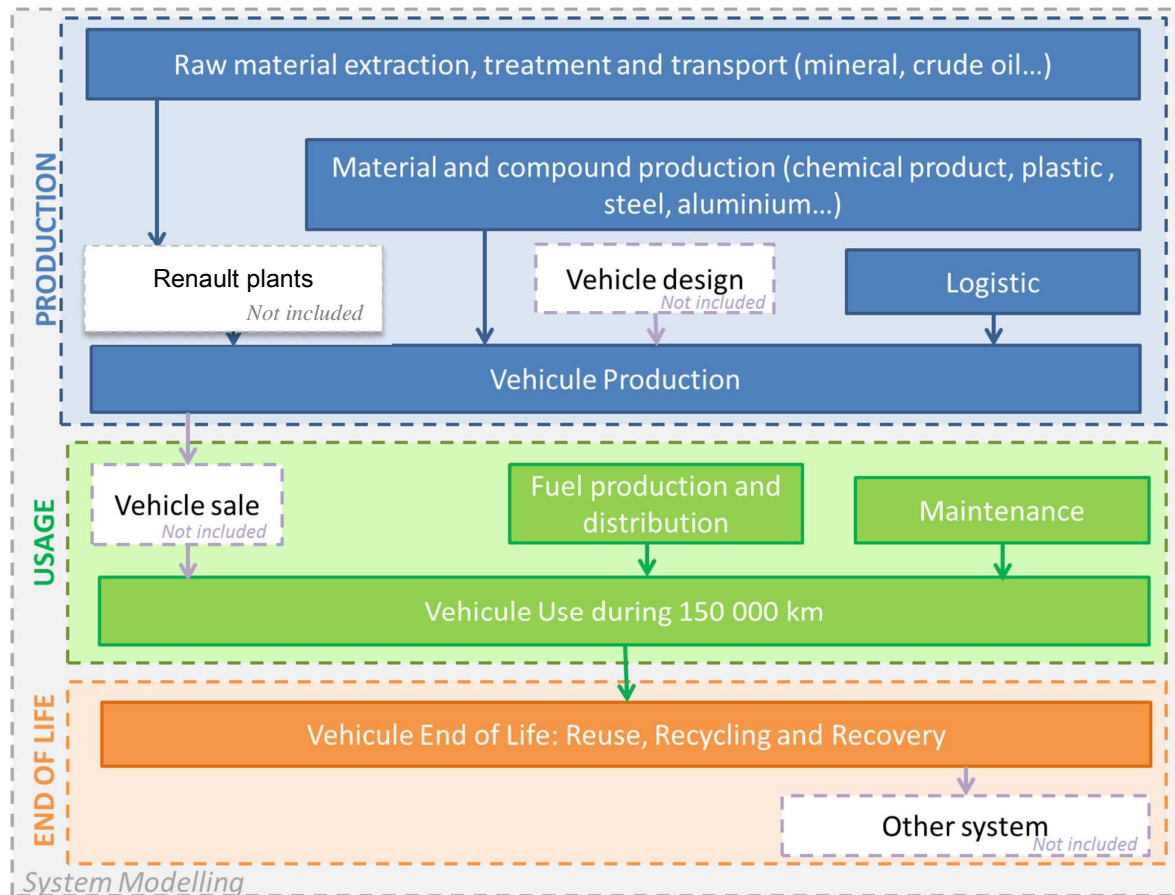 PRODUCTION
Raw material extraction, treatment and transport (mineral, crude oil…)
Material and compound production (chemical product, plastic ,
steel, aluminium…)
Renault plants
Not included
Vehicle design
Not included
Logistic
Vehicule Production
USAGE
Vehicle sale
Not included
Fuel production and
distribution
Maintenance
Vehicule Use during 150 000 km
END OF LIFE
Vehicule End of Life: Reuse, Recycling and Recovery
Other system
Not included
System Modelling